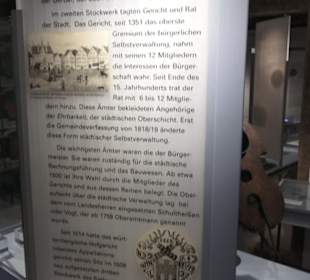 Im zweiten Stockwerk tagten Gericht und Rat
der Stadt. Das Gericht, seit 1351 das oberste
Gremium der bürgerlichen
Selbstverwaltung, nahm
mit seinen 12 Mitgliedern
die Interessen der Bürger-
schaft wahr. Seit Ende des
15. Jahrhunderts trat der
Rat mit 6 bis 12 Mitglie-
dern hinzu. Diese Ämter bekleideten Angehörige
der Ehrbarkeit, der städtischen Oberschicht. Erst
die Gemeindeverfassung von 1818/19 änderte
diese Form städtischer Selbstverwaltung.
Die wichtigsten Ämter waren die der Bürger-
meister. Sie waren zuständig für die städtische
Rechnungsführung und das Bauwesen. Ab etwa
1500 ist ihre Wahl durch die Mitglieder des
Gerichts und aus dessen Reihen belegt. Die Ober-
aufsicht über die städtische Verwaltung lag bei
dem vom Landesherren eingesetzten Schultheißen
oder Vogt, der ab 1759 Oberamtmann genannt
wurde.
Seit 1514 hatte das würt-